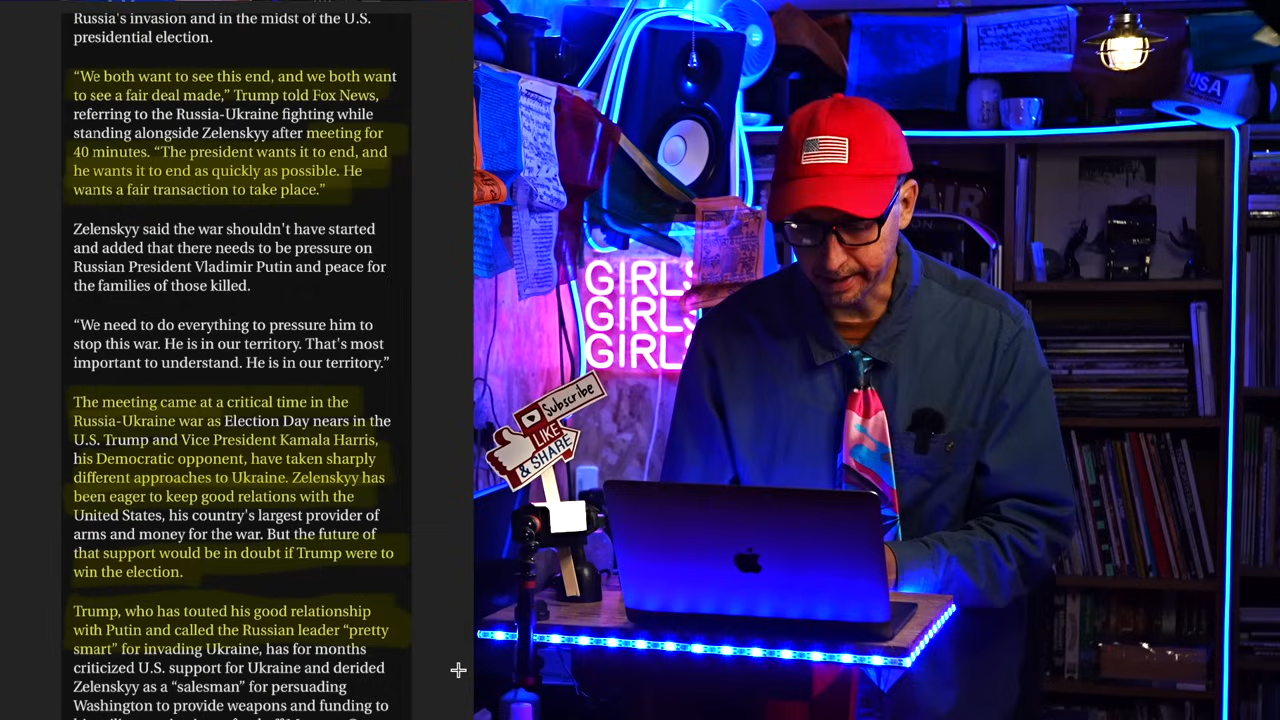 Russia's invasion and in the midst of the U.S.
presidential election.
“We both want to see this end, and we both want
to see a fair deal made,” Trump told Fox News,
referring to the Russia-Ukraine fighting while
standing alongside Zelenskyy after meeting for
40 minutes. “The president wants it to end, and
he wants it to end as quickly as possible. He
wants a fair transaction to take place.”
Zelenskyy said the war shouldn't have started
and added that there needs to be pressure on
Russian President Vladimir Putin and peace for
the families of those killed.
“We need to do everything to pressure him to
stop this war. He is in our territory. That's most
important to understand. He is in our territory.”
The meeting came at a critical time in the
Russia-Ukraine war as Election Day nears in the
U.S. Trump and Vice President Kamala Harris,
his Democratic opponent, have taken sharply
different approaches to Ukraine. Zelenskyy has
been eager to keep good relations with the
United States, his country's largest provider of
arms and money for the war. But the future of
that support would be in doubt if Trump were to
win the election.
Trump, who has touted his good relationship
with Putin and called the Russian leader “pretty
smart” for invading Ukraine, has for months
criticized U.S. support for Ukraine and derided
Zelenskyy as a “salesman” for persuading
Washington to provide weapons and funding to
USA
GIRLS
GIRLS
GIRLS
Subscribe
LIKE
& SHARE